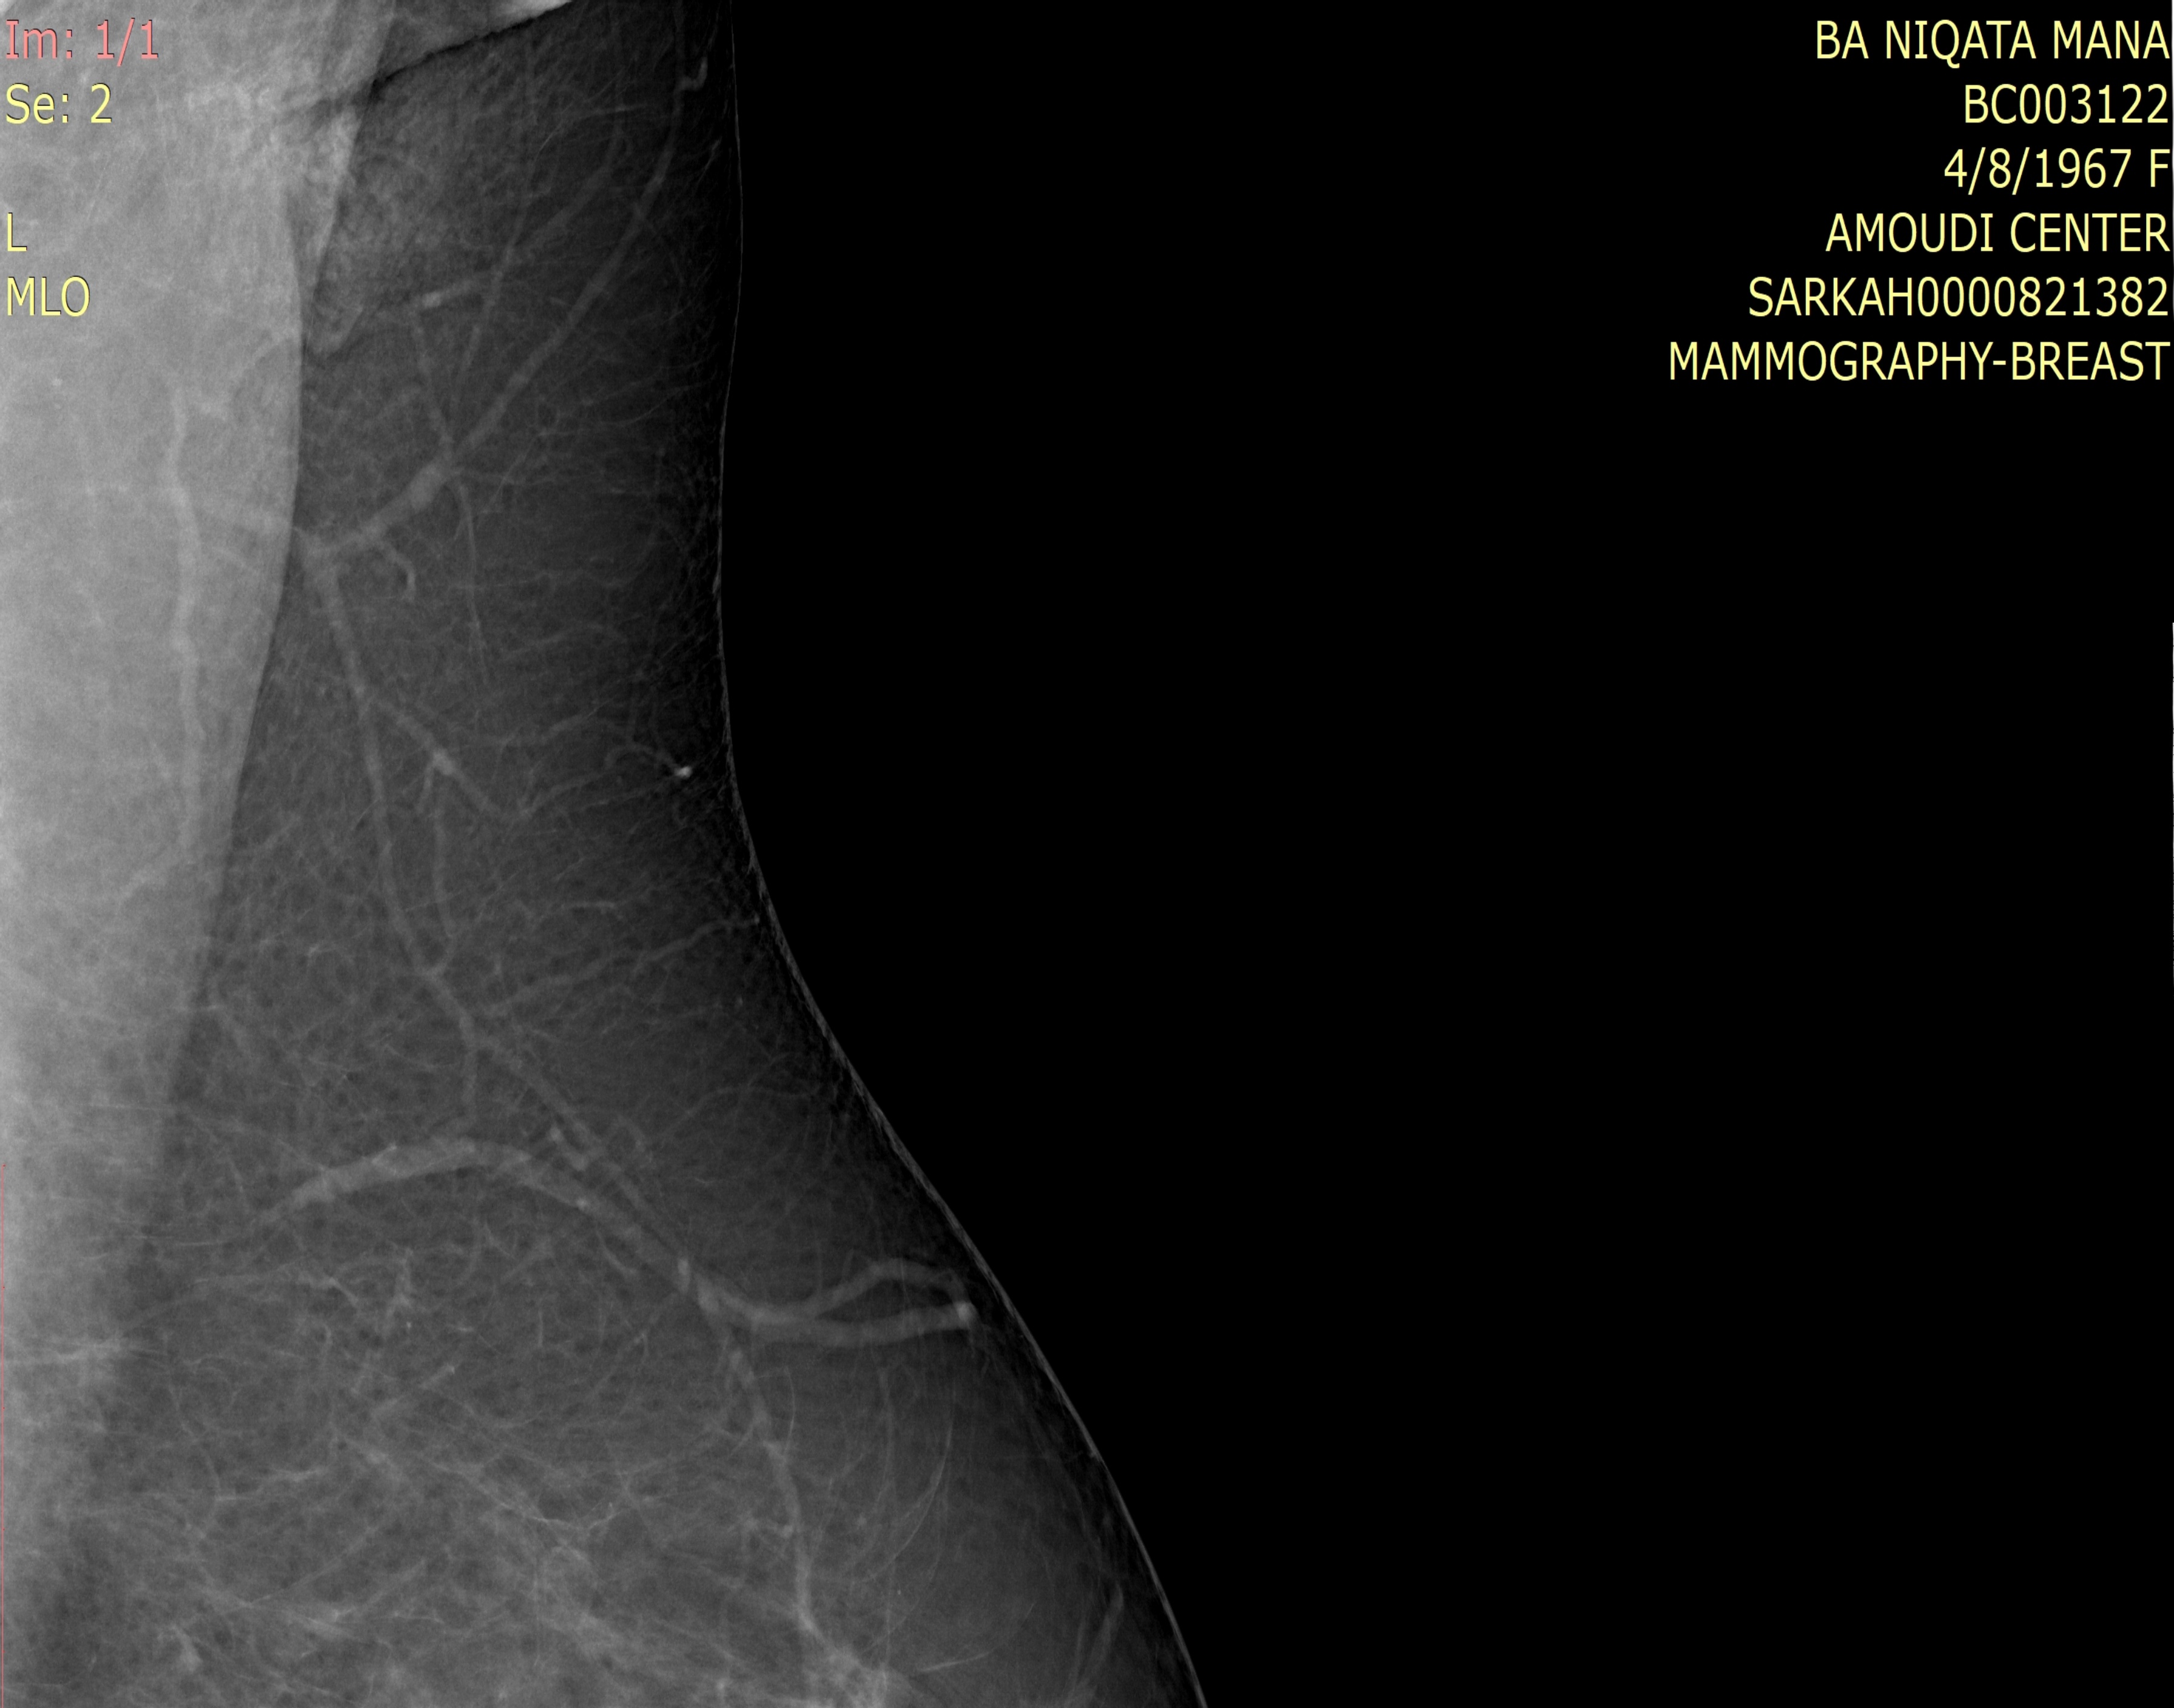 Im: 1/1
Se: 2
L
MLO
BA NIQATA MANA
BC003122
4/8/1967 F
AMOUDI CENTER
SARKAH0000821382
MAMMOGRAPHY-BREAST